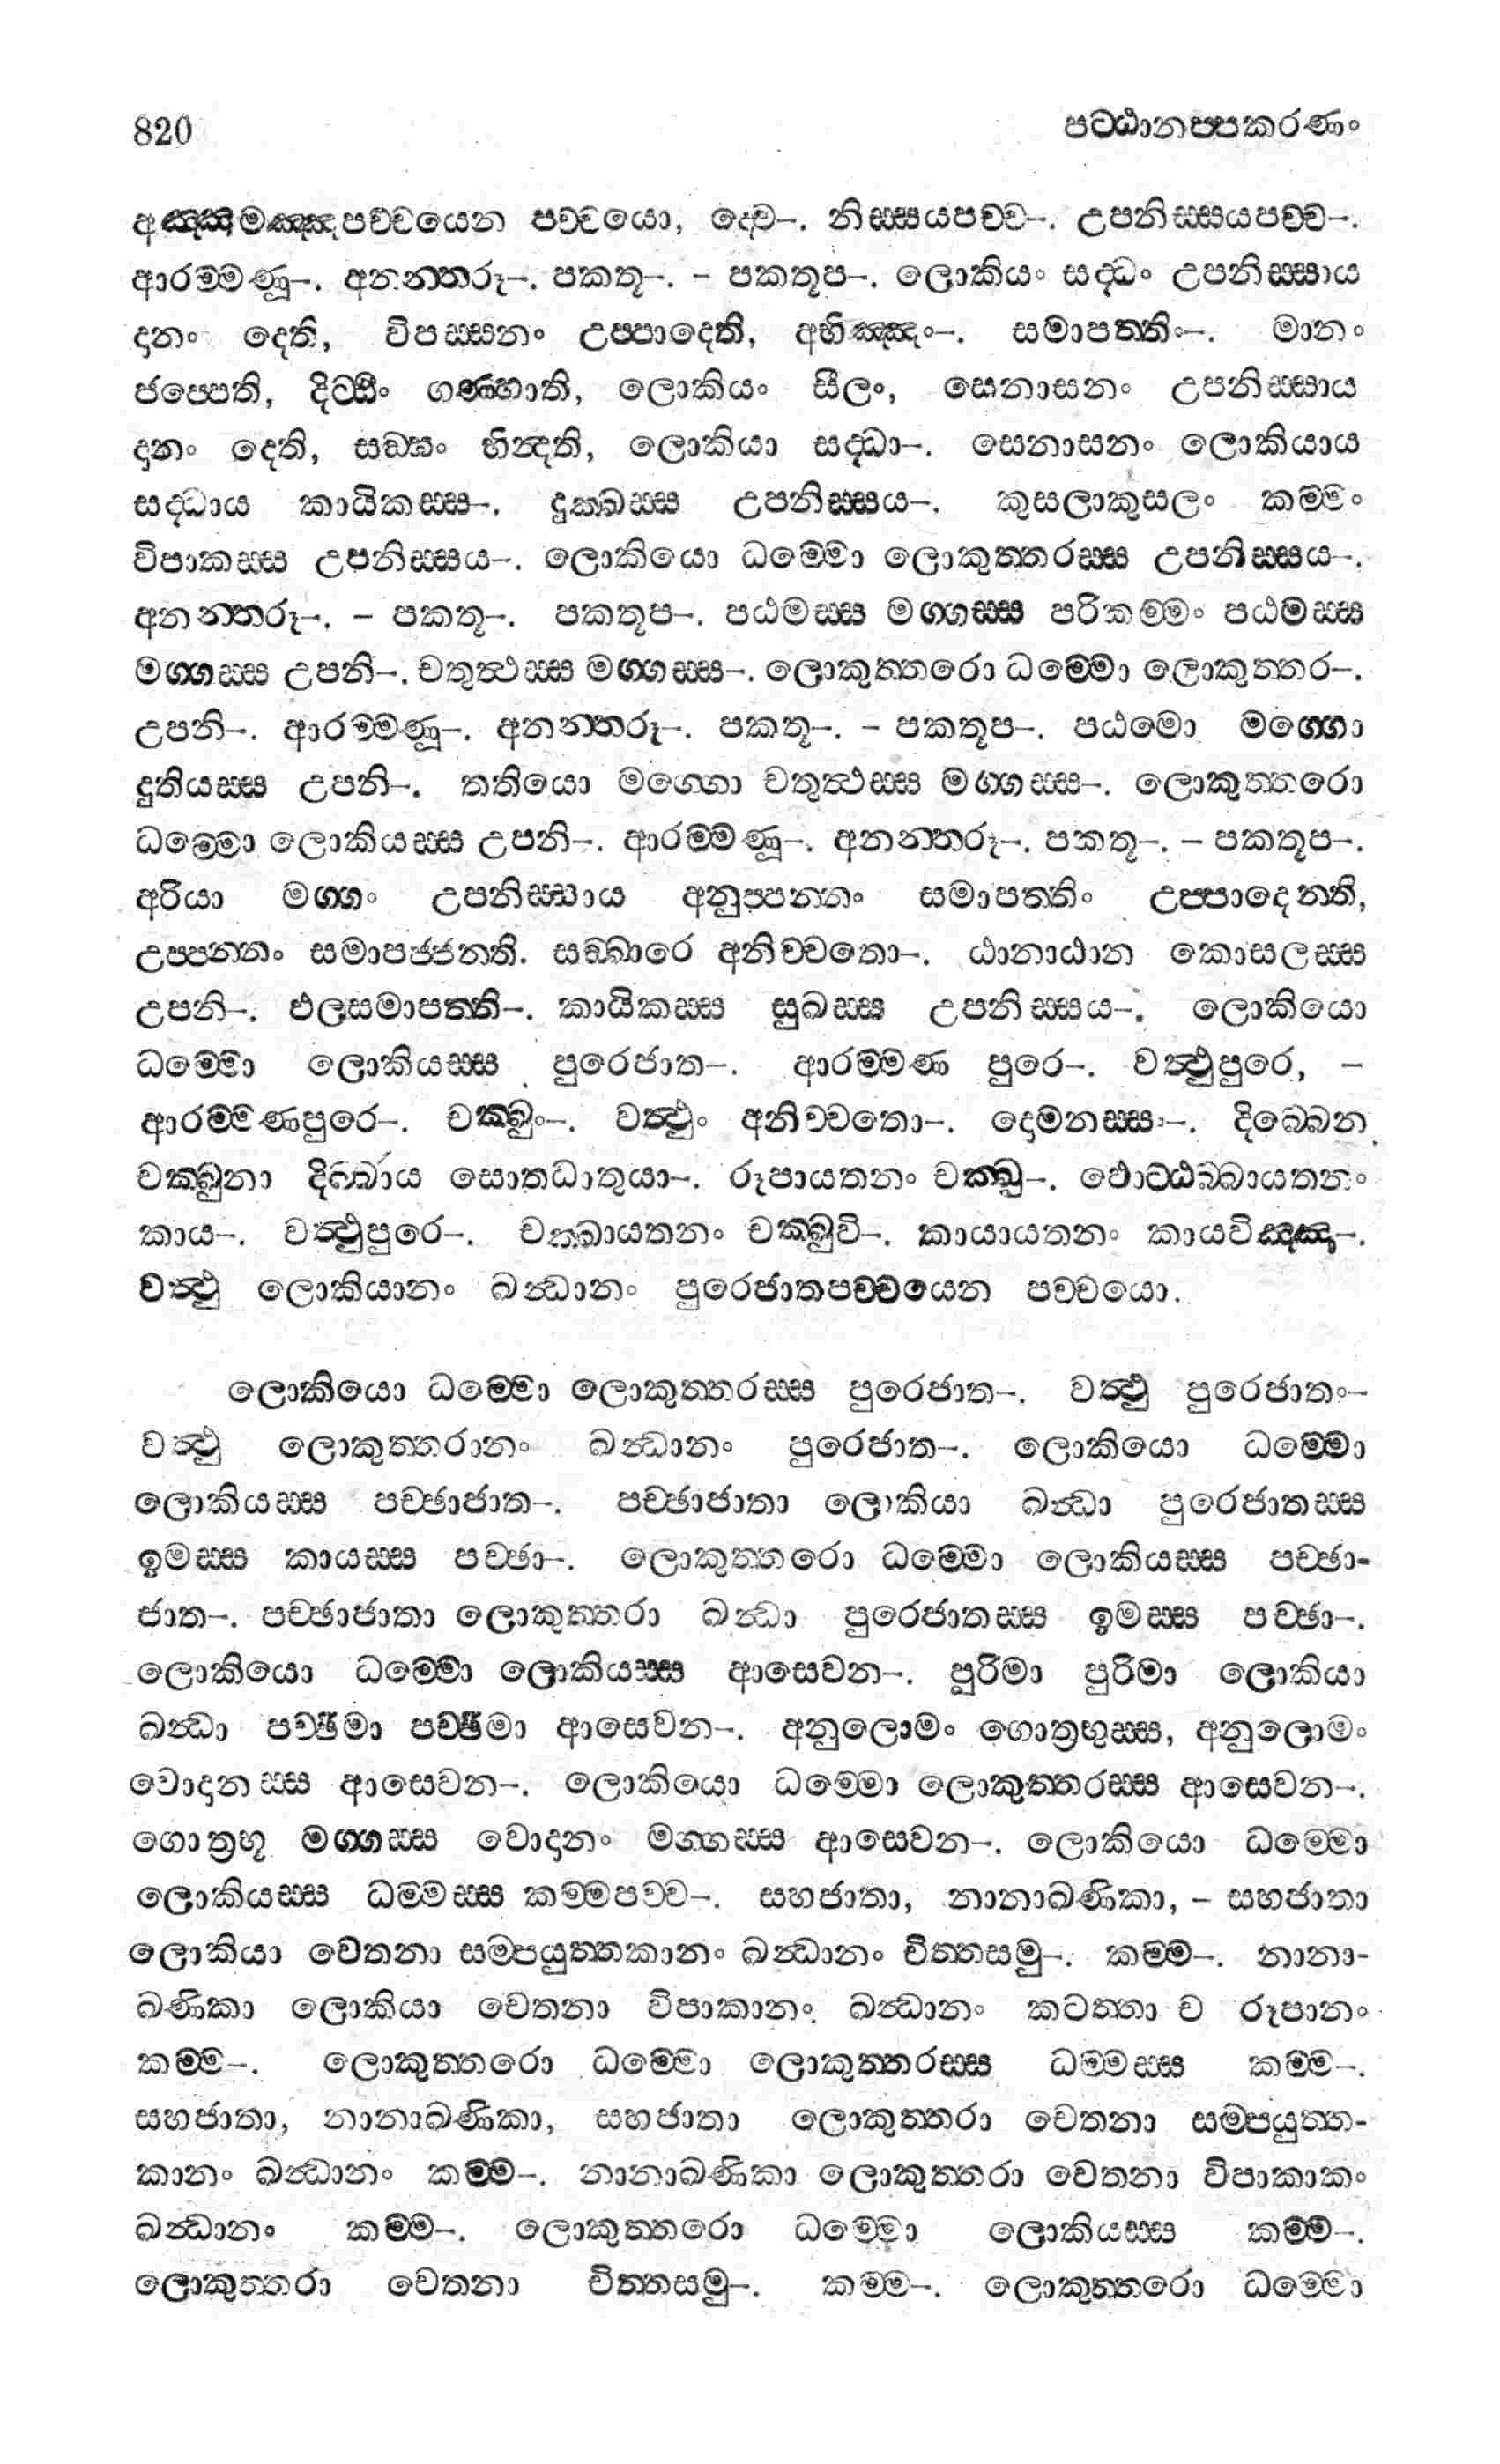 820 පට්ඨානප්පකරණං
අඤ්ඤමඤ්ඤපච්චයෙන පච්චයො, ද්වෙ-. නිස්සයපච්ච-. උපනිස්සයපච්ච-.
ආරම්මණූ-. අනන්තරූ-. පකතූ-. - පකතූප-. ලොකියං සද්ධං උපනිස්සාය
දානං දෙති, විපස්සනං උප්පාදෙති, අභිඤ්ඤං-. සමාපත්තිං-. මානං
ජප්පෙති, දිට්ඨිං ගණ්හාති, ලොකියං සීලං, සෙනාසනං උපනිස්සාය
දානං දෙති, සඞ්ඝං භින්දති, ලොකියා සද්ධා-. සෙනාසනං ලොකියාය
සද්ධාය කායිකස්ස-. දුක්ඛස්ස උපනිස්සය-. කුසලාකුසලං කම්මං
විපාකස්ස උපනිස්සය-. ලොකියො ධම්මො ලොකුත්තරස්ස උපනිස්සය-.
අනන්තරූ-. - පකතූ-. පකතූප-. පඨමස්ස මග්ගස්ස පරිකම්මං පඨමස්ස
මග්ගස්ස උපනි-. චතුත්ථස්ස මග්ගස්ස-. ලොකුත්තරො ධම්මො ලොකුත්තර-.
උපනි-. ආරම්මණූ-. අනන්තරූ-. පකතූ-. - පකතූප-. පඨමො මග්ගො
දුතියස්ස උපනි-. තතියො මග්ගො චතුත්ථස්ස මග්ගස්ස-. ලොකුත්තරො
ධම්මො ලොකියස්ස උපනි-. ආරම්මණූ-. අනන්තරූ-. පකතූ-. - පකතූප-.
අරියා මග්ගං උපනිස්සාය අනුප්පන්නං සමාපත්තිං උප්පාදෙන්ති,
උප්පන්නං සමාපජ්ජන්ති. සඞ්ඛාරෙ අනිච්චතො-. ඨානාඨාන කොසලස්ස
උපනි-. ඵලසමාපත්ති-. කායිකස්ස සුඛස්ස උපනිස්සය-. ලොකියො
ධම්මො ලොකියස්ස පුරෙජාත-. ආරම්මණ පුරෙ-. වත්ථුපුරෙ, -
ආරම්මණපුරෙ-. චක්ඛුං-. වත්ථුං අනිච්චතො-. දොමනස්සං-. දිබ්බෙන
චක්ඛුනා දිබ්බාය සොතධාතුයා-. රූපායතනං චක්ඛු-. ඵොට්ඨබ්බායතනං
කාය-. වත්ථුපුරෙ-. චක්ඛායතනං චක්ඛුවි-. කායායතනං කායවිඤ්ඤ-.
වත්ථු ලොකියානං ඛන්ධානං පුරෙජාතපච්චයෙන පච්චයො.
ලොකියො ධම්මො ලොකුත්තරස්ස පුරෙජාත-. වත්ථු පුරෙජාතං-
වත්ථු ලොකුත්තරානං ඛන්ධානං පුරෙජාත-. ලොකියො ධම්මො
ලොකියස්ස පච්ඡාජාත-. පච්ඡාජාතා ලොකියා ඛන්ධා පුරෙජාතස්ස
ඉමස්ස කායස්ස පච්ඡා-. ලොකුත්තරො ධම්මො ලොකියස්ස පච්ඡා-
ජාත-. පච්ඡාජාතා ලොකුත්තරා ඛන්ධා පුරෙජාතස්ස ඉමස්ස පච්ඡා-.
ලොකියො ධම්මො ලොකියස්ස ආසෙවන-. පුරිමා පුරිමා ලොකියා
ඛන්ධා පච්ඡිමා පච්ඡිමා ආසෙවන-. අනුලොමං ගොත්‍රභුස්ස, අනුලොමං
වොදානස්ස ආසෙවන-. ලොකියො ධම්මො ලොකුත්තරස්ස ආසෙවන-.
ගොත්‍රභූ මග්ගස්ස වොදානං මග්ගස්ස ආසෙවන-. ලොකියො ධම්මො
ලොකියස්ස ධම්මස්ස කම්මපච්ච-. සහජාතා, නානාඛණිකා, - සහජාතා
ලොකියා චෙතනා සම්පයුත්තකානං ඛන්ධානං චිත්තසමු-. කම්ම-. නානා-
ඛණිකා ලොකියා චෙතනා විපාකානං ඛන්ධානං කටත්තා ච රූපානං
කම්ම-. ලොකුත්තරො ධම්මො ලොකුත්තරස්ස ධම්මස්ස කම්ම-.
සහජාතා, නානාඛණිකා, සහජාතා ලොකුත්තරා චෙතනා සම්පයුත්ත-
කානං ඛන්ධානං කම්ම-. නානාඛණිකා ලොකුත්තරා චෙතනා විපාකාකං
ඛන්ධානං කම්ම-. ලොකුත්තරො ධම්මො ලොකියස්ස කම්ම-.
ලොකුත්තරා චෙතනා චිත්තසමු-. කම්ම-. ලොකුත්තරො ධම්මො